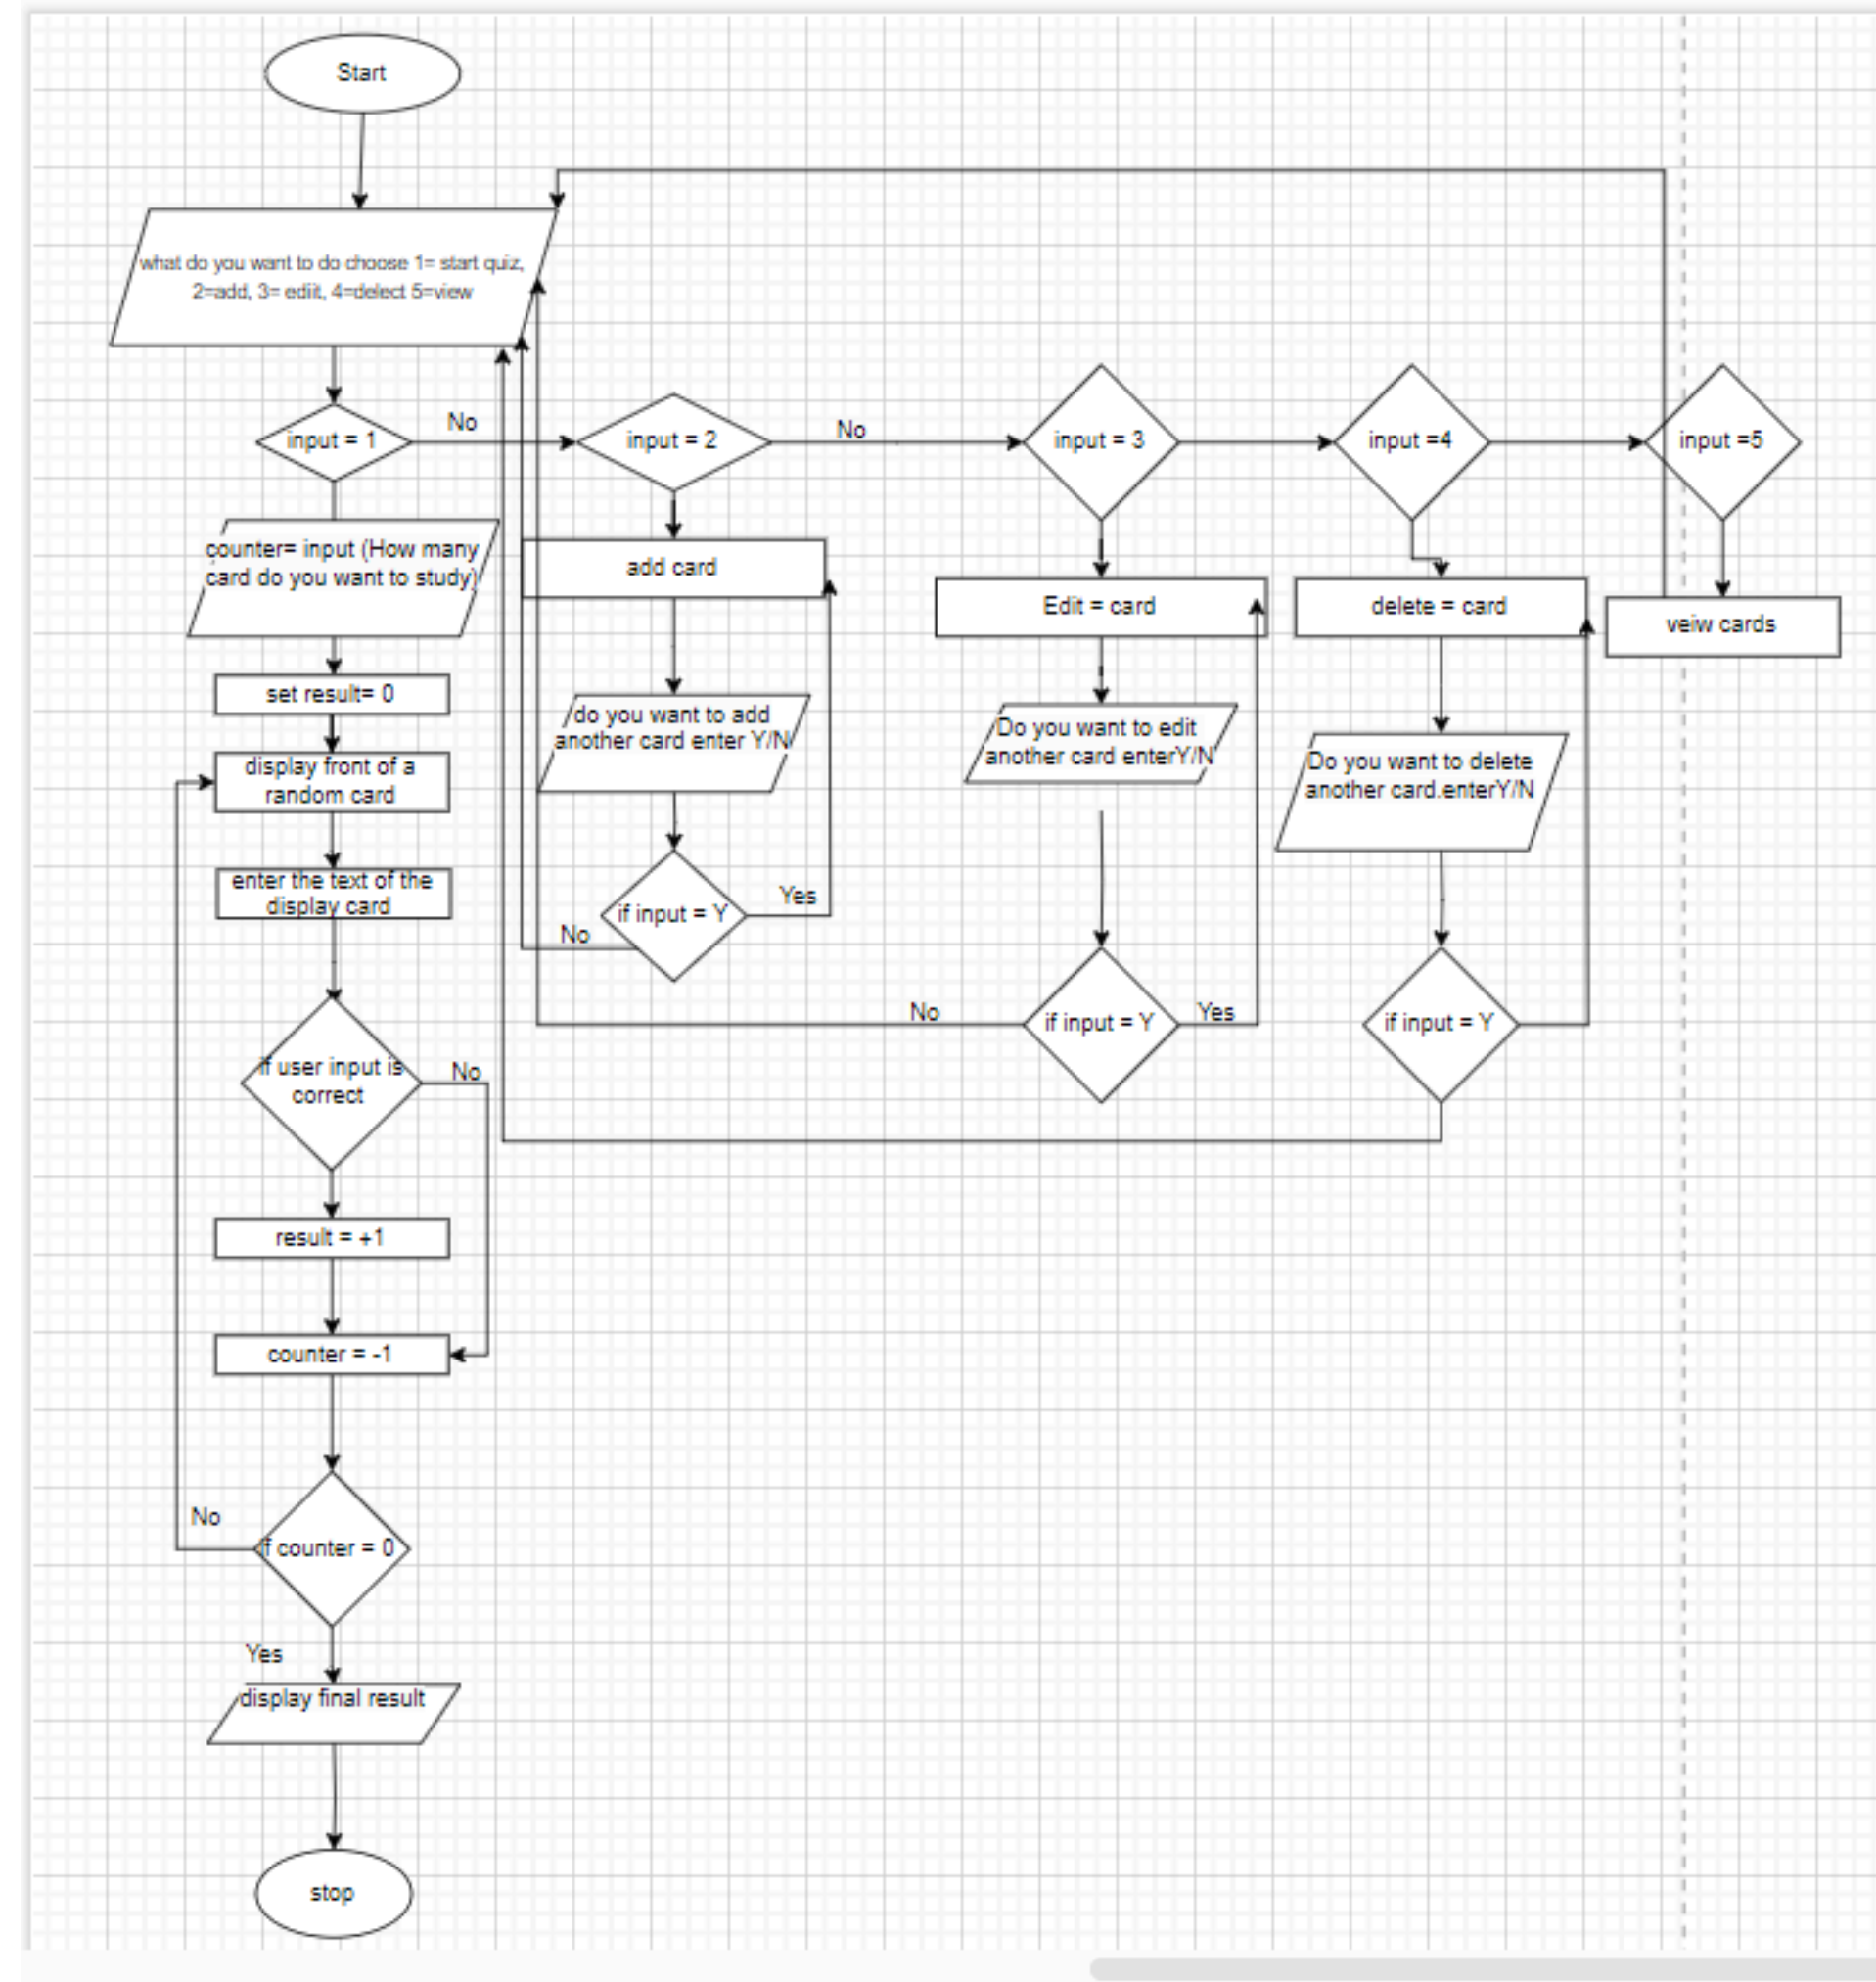 Start
what do you want to do choose 1= start quiz,
2=add, 3= ediit, 4=delect 5=view
input = 1
No
input = 2
No
input = 3
input =4
input =5
counter= input (How many
card do you want to study)
add card
Edit = card
delete = card
veiw cards
set result= 0
do you want to add
another card enter Y/N
Do you want to edit
another card enterY/N
Do you want to delete
another card.enterY/N
display front of a
random card
enter the text of the
display card
if input = Y
Yes
No
if input = Y
No
Yes
if input = Y
if user input is
correct
No
result = +1
counter = -1
if counter = 0
No
Yes
display final result
stop